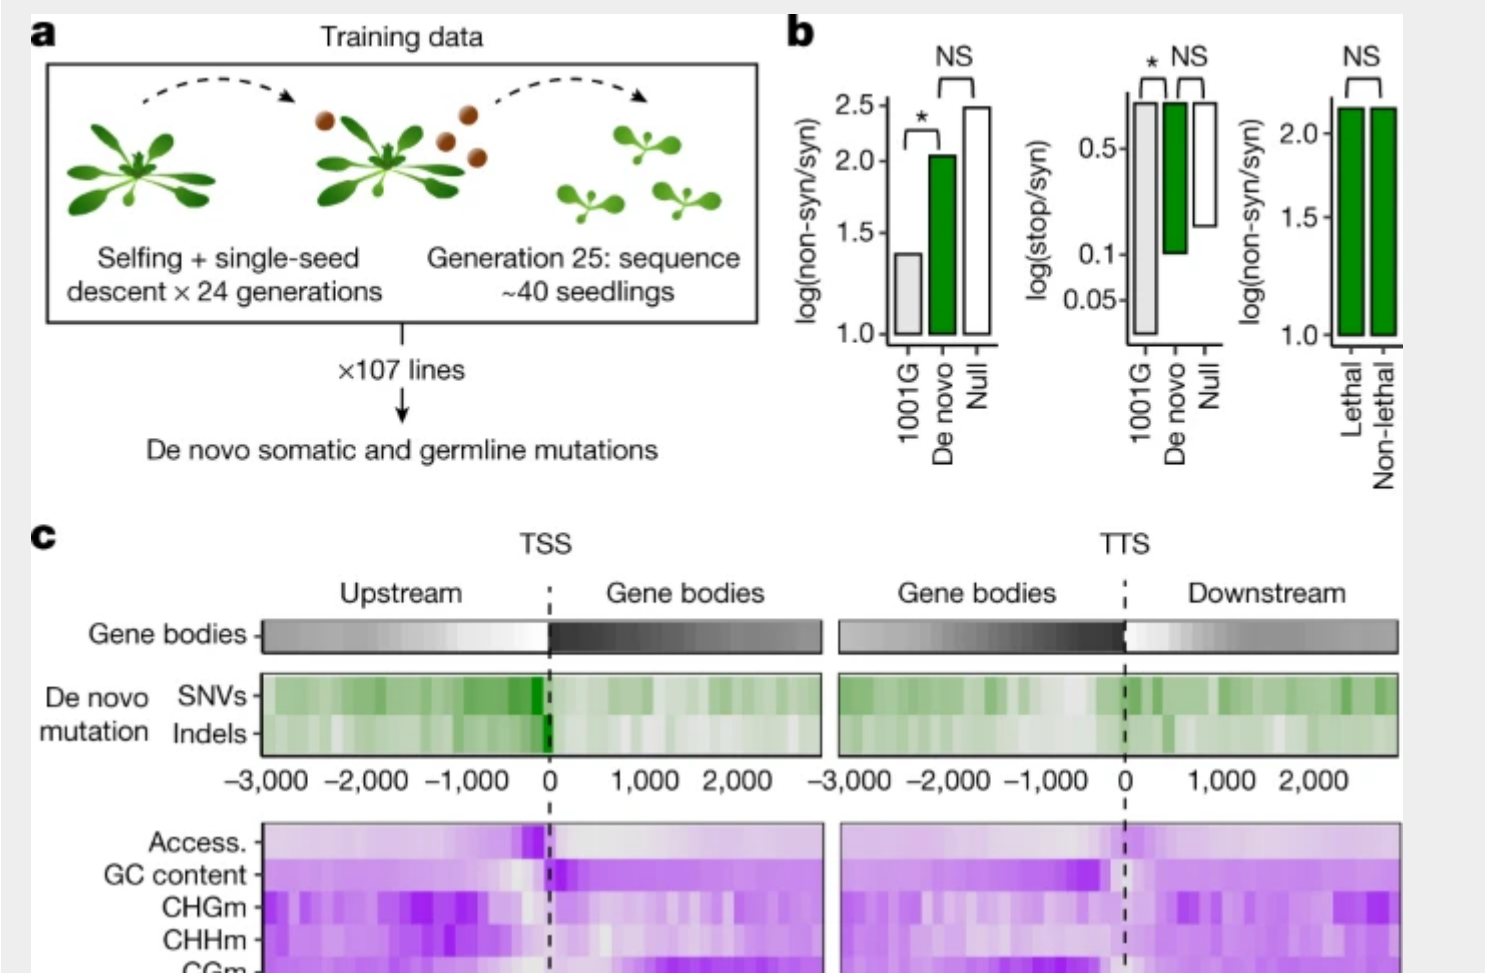 a
Training data
Selfing + single-seed
descent × 24 generations
Generation 25: sequence
~40 seedlings
×107 lines
De novo somatic and germline mutations
b
NS
*
2.5
2.0
1.5
1.0
log(non-syn/syn)
1001G
De novo
Null
* NS
0.5
0.1
0.05
log(stop/syn)
1001G
De novo
Null
NS
2.0
1.5
1.0
log(non-syn/syn)
Lethal
Non-lethal
c
TSS
TTS
Upstream
Gene bodies
Gene bodies
Downstream
Gene bodies
De novo
mutation
SNVs
Indels
−3,000 −2,000 −1,000 0 1,000 2,000
−3,000 −2,000 −1,000 0 1,000 2,000
Access.
GC content
CHGm
CHHm
CGm